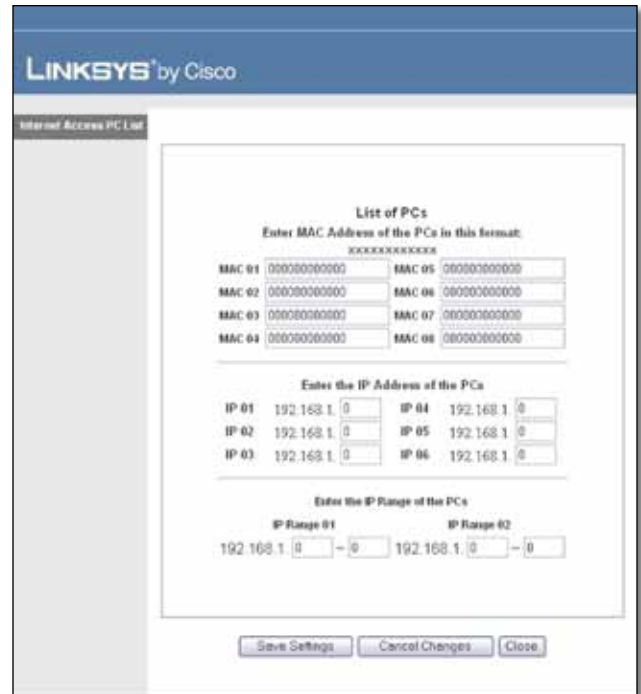 LINKSYS® by Cisco
Internet Access PC List
List of PCs
Enter MAC Address of the PCs in this format:
XXXXXXXXXXXX
MAC 01 000000000000 MAC 05 000000000000
MAC 02 000000000000 MAC 06 000000000000
MAC 03 000000000000 MAC 07 000000000000
MAC 04 000000000000 MAC 08 000000000000
Enter the IP Address of the PCs
IP 01 192.168.1. 0 IP 04 192.168.1. 0
IP 02 192.168.1. 0 IP 05 192.168.1. 0
IP 03 192.168.1. 0 IP 06 192.168.1. 0
Enter the IP Range of the PCs
IP Range 01 IP Range 02
192.168.1. 0 ~ 0 192.168.1. 0 ~ 0
Save Settings Cancel Changes Close